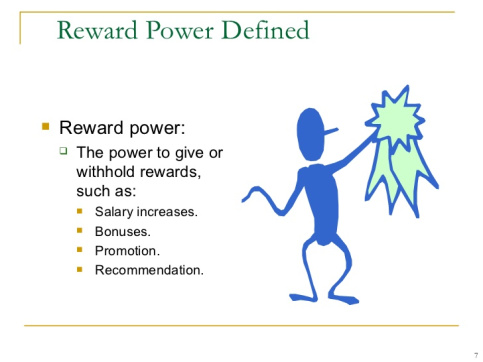 Reward Power Defined
Reward power:
The power to give or
withhold rewards,
such as:
Salary increases.
Bonuses.
Promotion.
Recommendation.
7